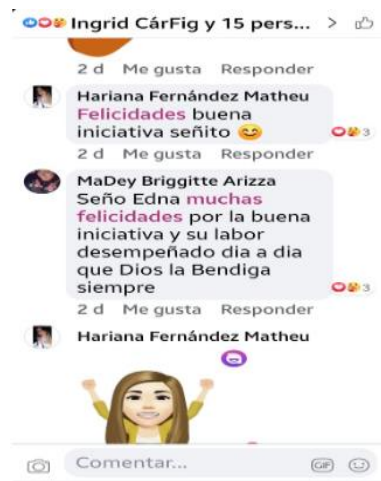 Ingrid CárFig y 15 pers...
2 d Me gusta Responder
Hariana Fernández Matheu
Felicidades buena
iniciativa señito 😊
3
2 d Me gusta Responder
MaDey Briggitte Arizza
Seño Edna muchas
felicidades por la buena
iniciativa y su labor
desempeñado dia a dia
que Dios la Bendiga
siempre
3
2 d Me gusta Responder
Hariana Fernández Matheu
Comentar...
GIF